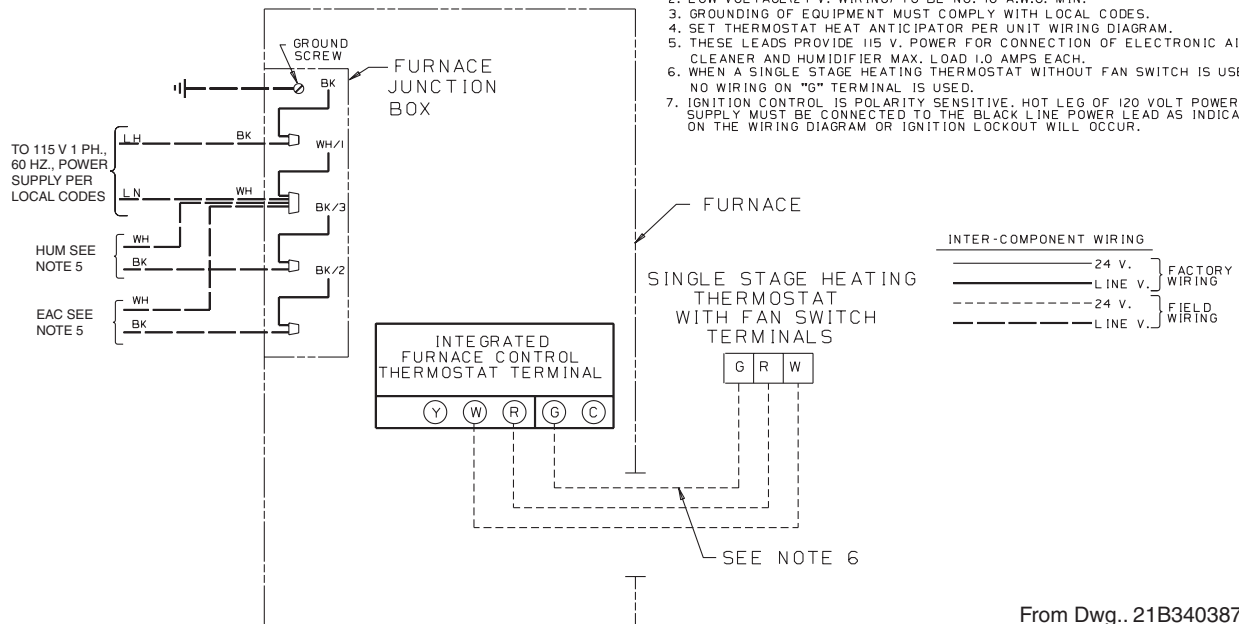 2. LOW VOLTAGE(24 V. WIRING) TO BE NO. 18 A.W.G. MIN.
3. GROUNDING OF EQUIPMENT MUST COMPLY WITH LOCAL CODES.
4. SET THERMOSTAT HEAT ANTICIPATOR PER UNIT WIRING DIAGRAM.
5. THESE LEADS PROVIDE 115 V. POWER FOR CONNECTION OF ELECTRONIC AI
CLEANER AND HUMIDIFIER MAX. LOAD 1.0 AMPS EACH.
6. WHEN A SINGLE STAGE HEATING THERMOSTAT WITHOUT FAN SWITCH IS USE
NO WIRING ON "G" TERMINAL IS USED.
7. IGNITION CONTROL IS POLARITY SENSITIVE. HOT LEG OF 120 VOLT POWER
SUPPLY MUST BE CONNECTED TO THE BLACK LINE POWER LEAD AS INDICA
ON THE WIRING DIAGRAM OR IGNITION LOCKOUT WILL OCCUR.
GROUND
SCREW
BK
FURNACE
JUNCTION
BOX
TO 115 V 1 PH.,
60 HZ., POWER
SUPPLY PER
LOCAL CODES
LH
BK
WH/1
LN
WH
BK/3
HUM SEE
NOTE 5
WH
BK
BK/2
EAC SEE
NOTE 5
WH
BK
FURNACE
INTER-COMPONENT WIRING
24 V.
LINE V.
FACTORY
WIRING
24 V.
LINE V.
FIELD
WIRING
SINGLE STAGE HEATING
THERMOSTAT
WITH FAN SWITCH
TERMINALS
G R W
INTEGRATED
FURNACE CONTROL
THERMOSTAT TERMINAL
Y W R G C
SEE NOTE 6
From Dwg.. 21B340387